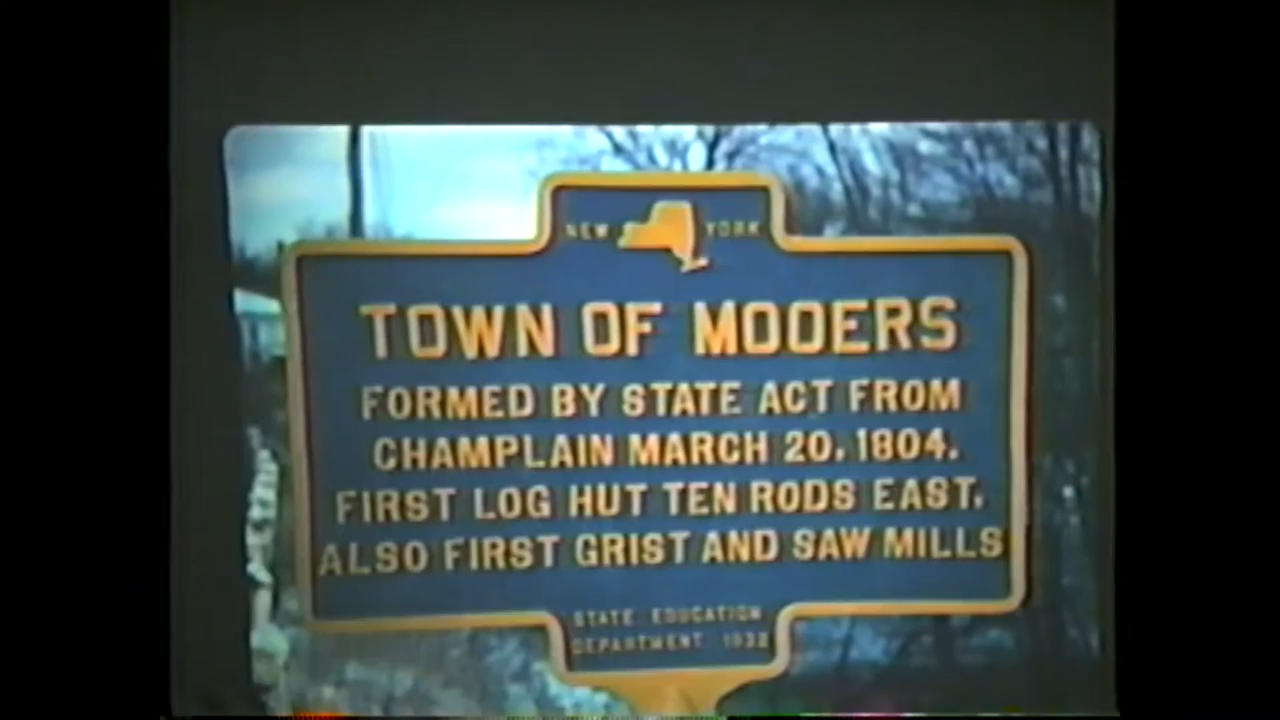 NEW YORK
TOWN OF MOOERS
FORMED BY STATE ACT FROM
CHAMPLAIN MARCH 20, 1804.
FIRST LOG HUT TEN RODS EAST.
ALSO FIRST GRIST AND SAW MILLS
STATE EDUCATION
DEPARTMENT 1932